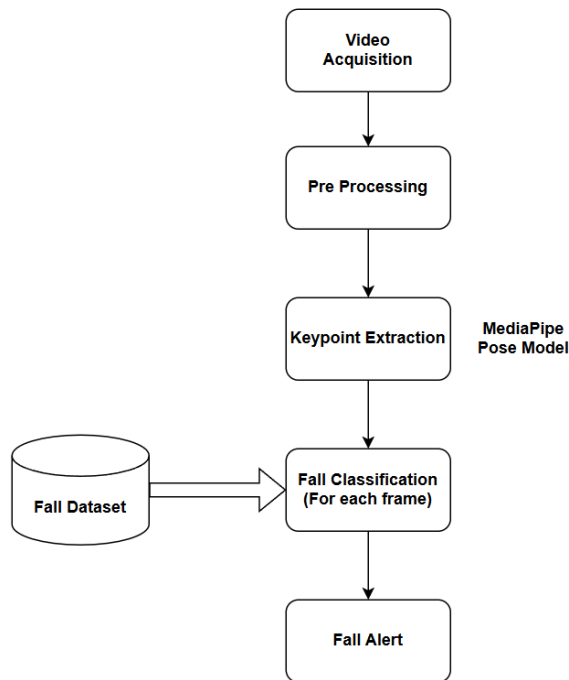 Video
Acquisition
Pre Processing
Keypoint Extraction
MediaPipe
Pose Model
Fall Dataset
Fall Classification
(For each frame)
Fall Alert